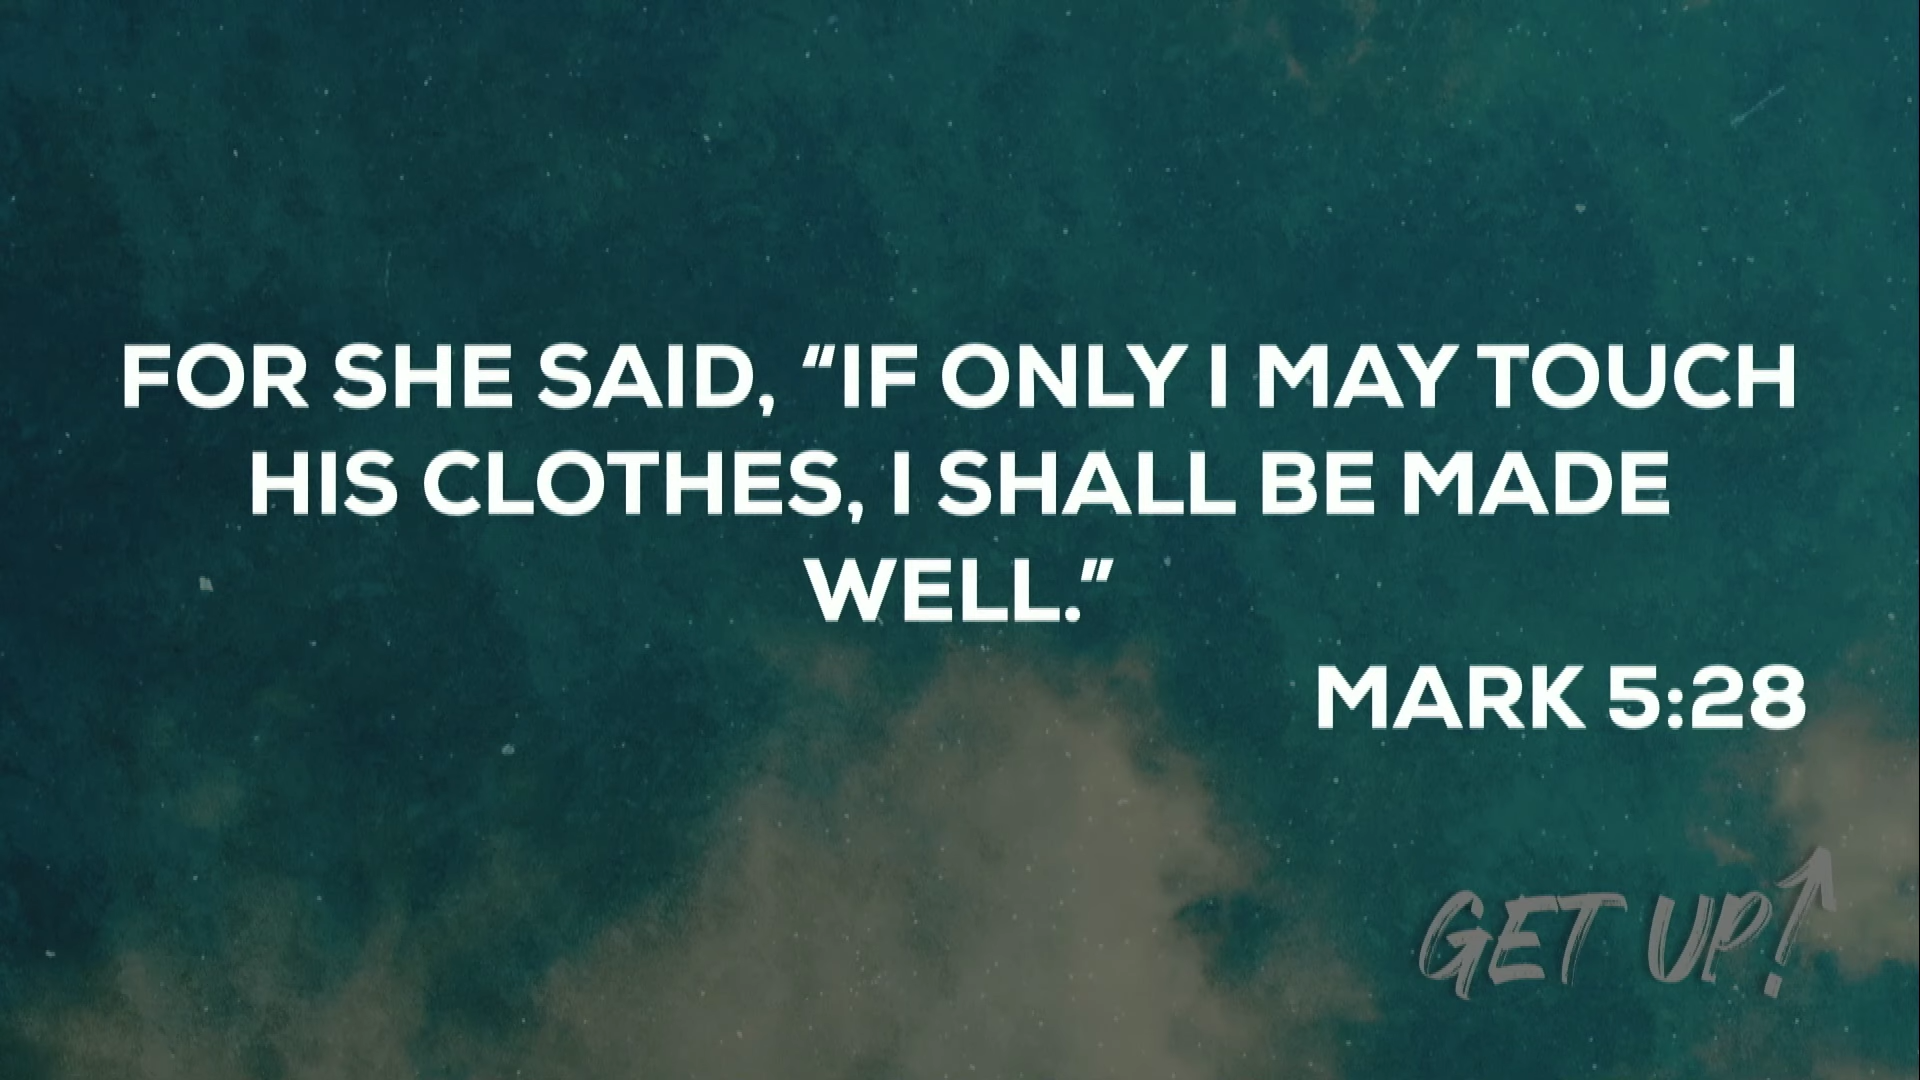 FOR SHE SAID, “IF ONLY I MAY TOUCH
HIS CLOTHES, I SHALL BE MADE
WELL.”
MARK 5:28
GET UP!